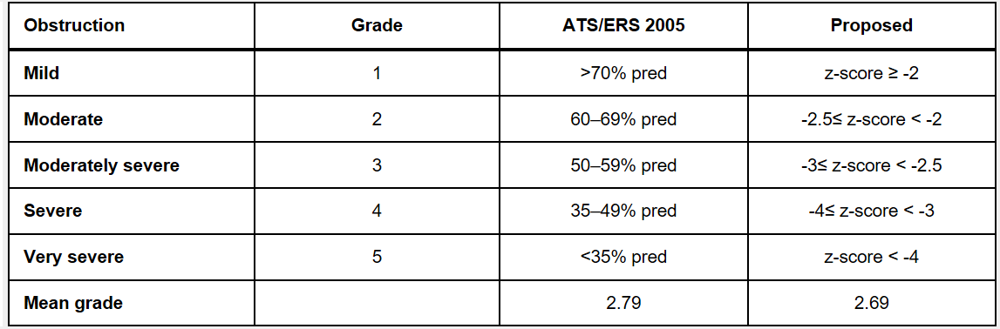 Obstruction Grade ATS/ERS 2005 Proposed
Mild 1 >70% pred z-score ≥ -2
Moderate 2 60–69% pred -2.5≤ z-score < -2
Moderately severe 3 50–59% pred -3≤ z-score < -2.5
Severe 4 35–49% pred -4≤ z-score < -3
Very severe 5 <35% pred z-score < -4
Mean grade 2.79 2.69